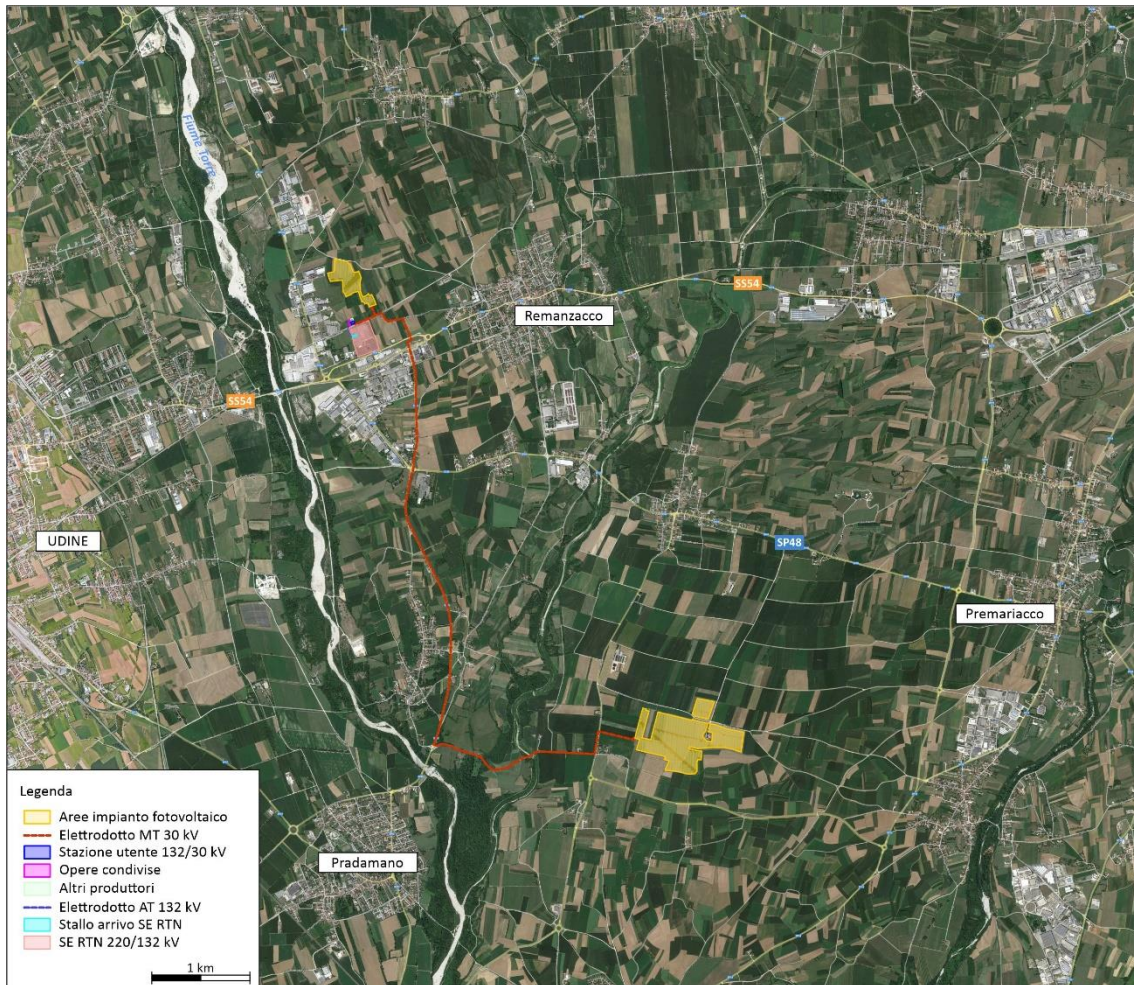 Fiume Torre
SS54
Remanzacco
SS54
UDINE
SP48
Premariacco
Pradamano
Legenda
Aree impianto fotovoltaico
Elettrodotto MT 30 kV
Stazione utente 132/30 kV
Opere condivise
Altri produttori
Elettrodotto AT 132 kV
Stallo arrivo SE RTN
SE RTN 220/132 kV
1 km